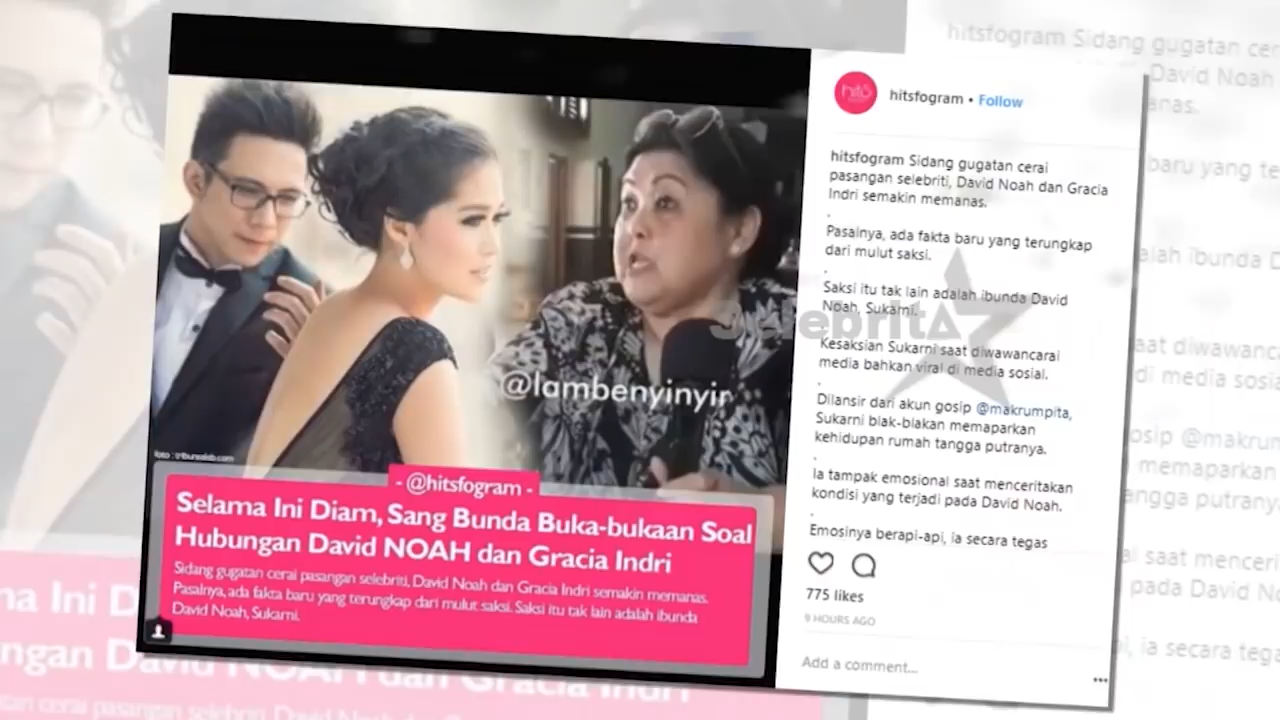 hitsfogram • Follow
hitsfogram Sidang gugatan cerai
pasangan selebriti, David Noah dan Gracia
Indri semakin memanas.
.
Pasalnya, ada fakta baru yang terungkap
dari mulut saksi.
.
Saksi itu tak lain adalah ibunda David
Noah, Sukarni.
.
Kesaksian Sukarni saat diwawancarai
media bahkan viral di media sosial.
.
Dilansir dari akun gosip @makrumpita,
Sukarni blak-blakan memaparkan
kehidupan rumah tangga putranya.
.
Ia tampak emosional saat menceritakan
kondisi yang terjadi pada David Noah.
.
Emosinya berapi-api, ia secara tegas
775 likes
9 HOURS AGO
Add a comment...
@lambenyinyir
- @hitsfogram -
Selama Ini Diam, Sang Bunda Buka-bukaan Soal
Hubungan David NOAH dan Gracia Indri
Sidang gugatan cerai pasangan selebriti, David Noah dan Gracia Indri semakin memanas.
Pasalnya, ada fakta baru yang terungkap dari mulut saksi. Saksi itu tak lain adalah ibunda
David Noah, Sukarni.